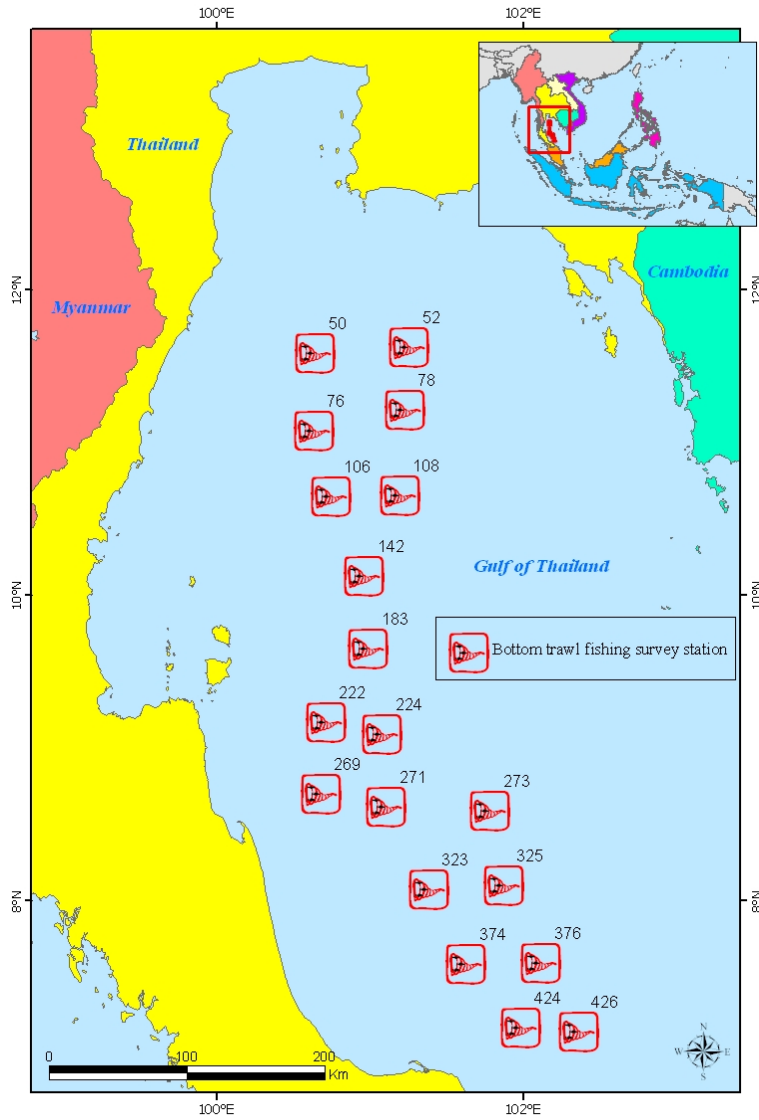 100°E 102°E
Thailand
Cambodia
12°N 12°N
Myanmar
50 52
76 78
106 108
142
Gulf of Thailand
10°N 10°N
183
Bottom trawl fishing survey station
222 224
269 271 273
323 325
8°N 8°N
374 376
424 426
N
W E
S
0 100 200
Km
100°E 102°E